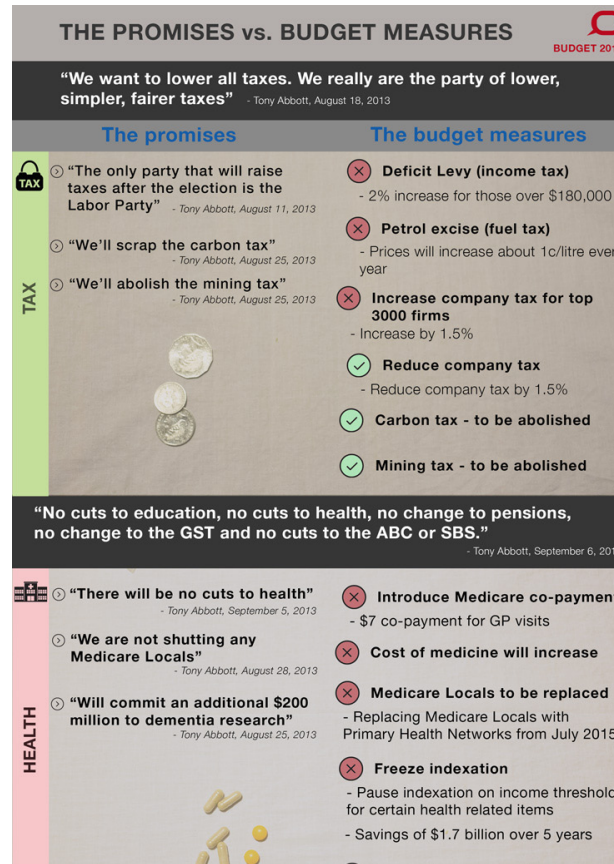 THE PROMISES vs. BUDGET MEASURES
BUDGET 201
“We want to lower all taxes. We really are the party of lower,
simpler, fairer taxes” - Tony Abbott, August 18, 2013
The promises
The budget measures
TAX
TAX
“The only party that will raise
taxes after the election is the
Labor Party” - Tony Abbott, August 11, 2013
“We’ll scrap the carbon tax”
- Tony Abbott, August 25, 2013
“We’ll abolish the mining tax”
- Tony Abbott, August 25, 2013
Deficit Levy (income tax)
- 2% increase for those over $180,000
Petrol excise (fuel tax)
- Prices will increase about 1c/litre ever
year
Increase company tax for top
3000 firms
- Increase by 1.5%
Reduce company tax
- Reduce company tax by 1.5%
Carbon tax - to be abolished
Mining tax - to be abolished
“No cuts to education, no cuts to health, no change to pensions,
no change to the GST and no cuts to the ABC or SBS.”
- Tony Abbott, September 6, 201
HEALTH
“There will be no cuts to health”
- Tony Abbott, September 5, 2013
“We are not shutting any
Medicare Locals”
- Tony Abbott, August 28, 2013
“Will commit an additional $200
million to dementia research”
- Tony Abbott, August 25, 2013
Introduce Medicare co-paymen
- $7 co-payment for GP visits
Cost of medicine will increase
Medicare Locals to be replaced
- Replacing Medicare Locals with
Primary Health Networks from July 2015
Freeze indexation
- Pause indexation on income threshold
for certain health related items
- Savings of $1.7 billion over 5 years